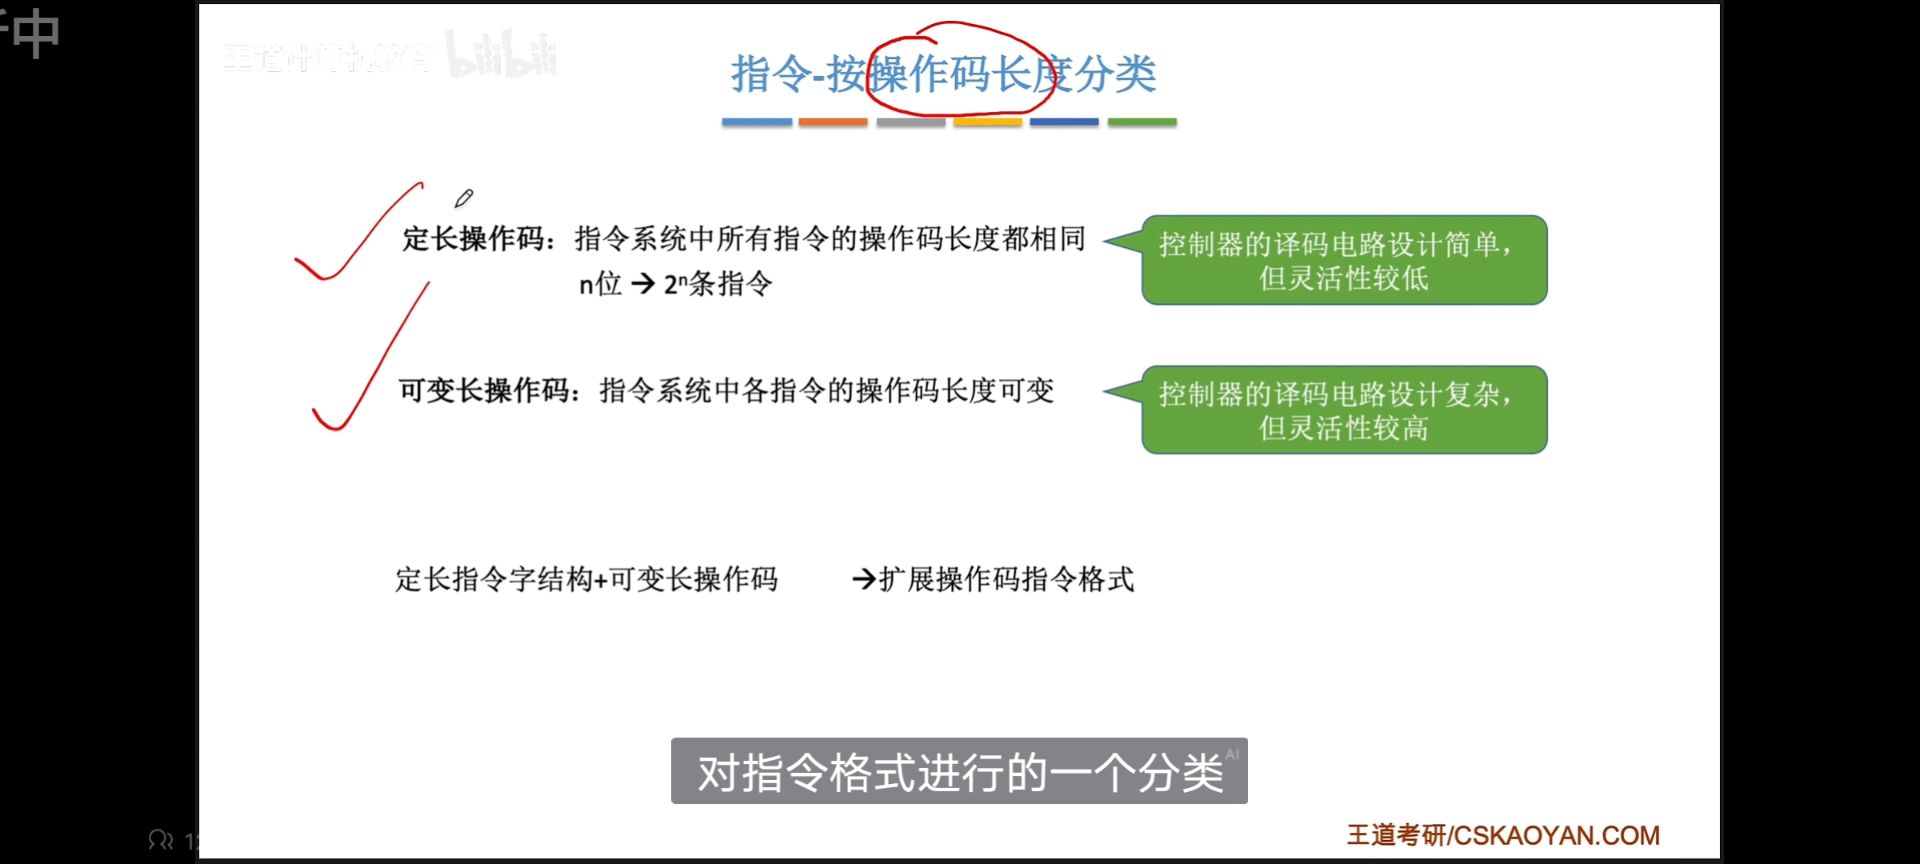 中
王道计算机教育 bilibili
指令-按操作码长度分类
定长操作码：指令系统中所有指令的操作码长度都相同
n位 → 2ⁿ条指令
控制器的译码电路设计简单，
但灵活性较低
可变长操作码：指令系统中各指令的操作码长度可变
控制器的译码电路设计复杂，
但灵活性较高
定长指令字结构+可变长操作码 →扩展操作码指令格式
对指令格式进行的一个分类 AI
王道考研/CSKAOYAN.COM